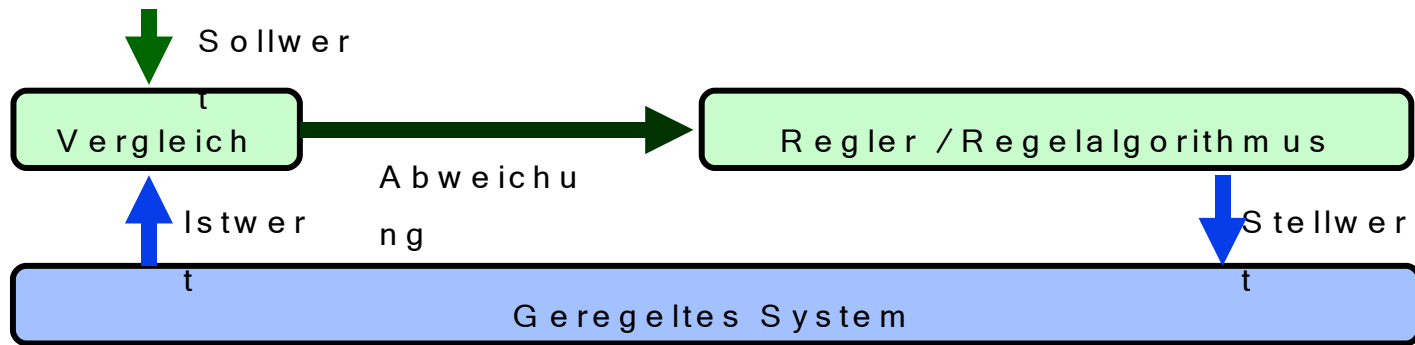 Sollwer
t
Vergleich
Regler /Regelalgorithmus
Abweichu
ng
Istwer
t
Stellwer
t
Geregeltes System